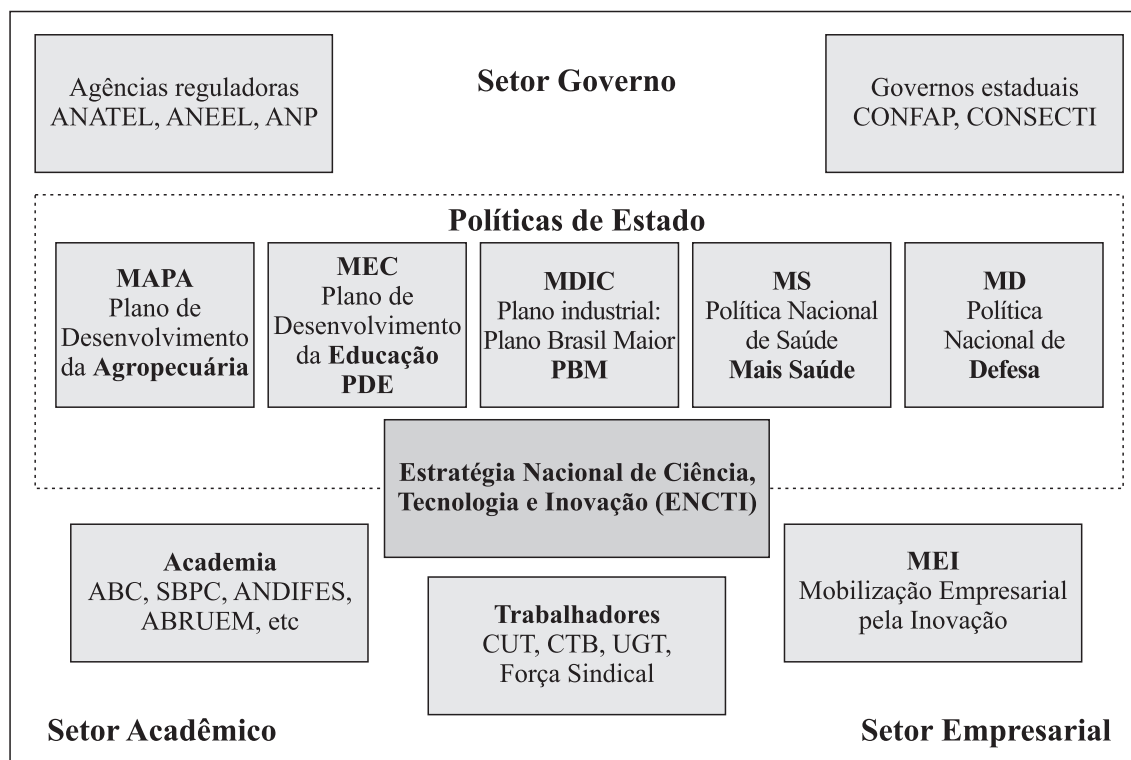 Agências reguladoras
ANATEL, ANEEL, ANP
Setor Governo
Governos estaduais
CONFAP, CONSECTI
Políticas de Estado
MAPA
Plano de
Desenvolvimento
da Agropecuária
MEC
Plano de
Desenvolvimento
da Educação
PDE
MDIC
Plano industrial:
Plano Brasil Maior
PBM
MS
Política Nacional
de Saúde
Mais Saúde
MD
Política
Nacional de
Defesa
Estratégia Nacional de Ciência,
Tecnologia e Inovação (ENCTI)
Academia
ABC, SBPC, ANDIFES,
ABRUEM, etc
Trabalhadores
CUT, CTB, UGT,
Força Sindical
MEI
Mobilização Empresarial
pela Inovação
Setor Acadêmico
Setor Empresarial